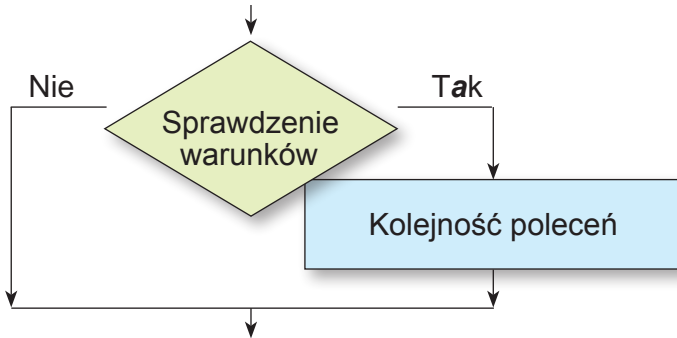 Nie
Tak
Sprawdzenie
warunków
Kolejność poleceń